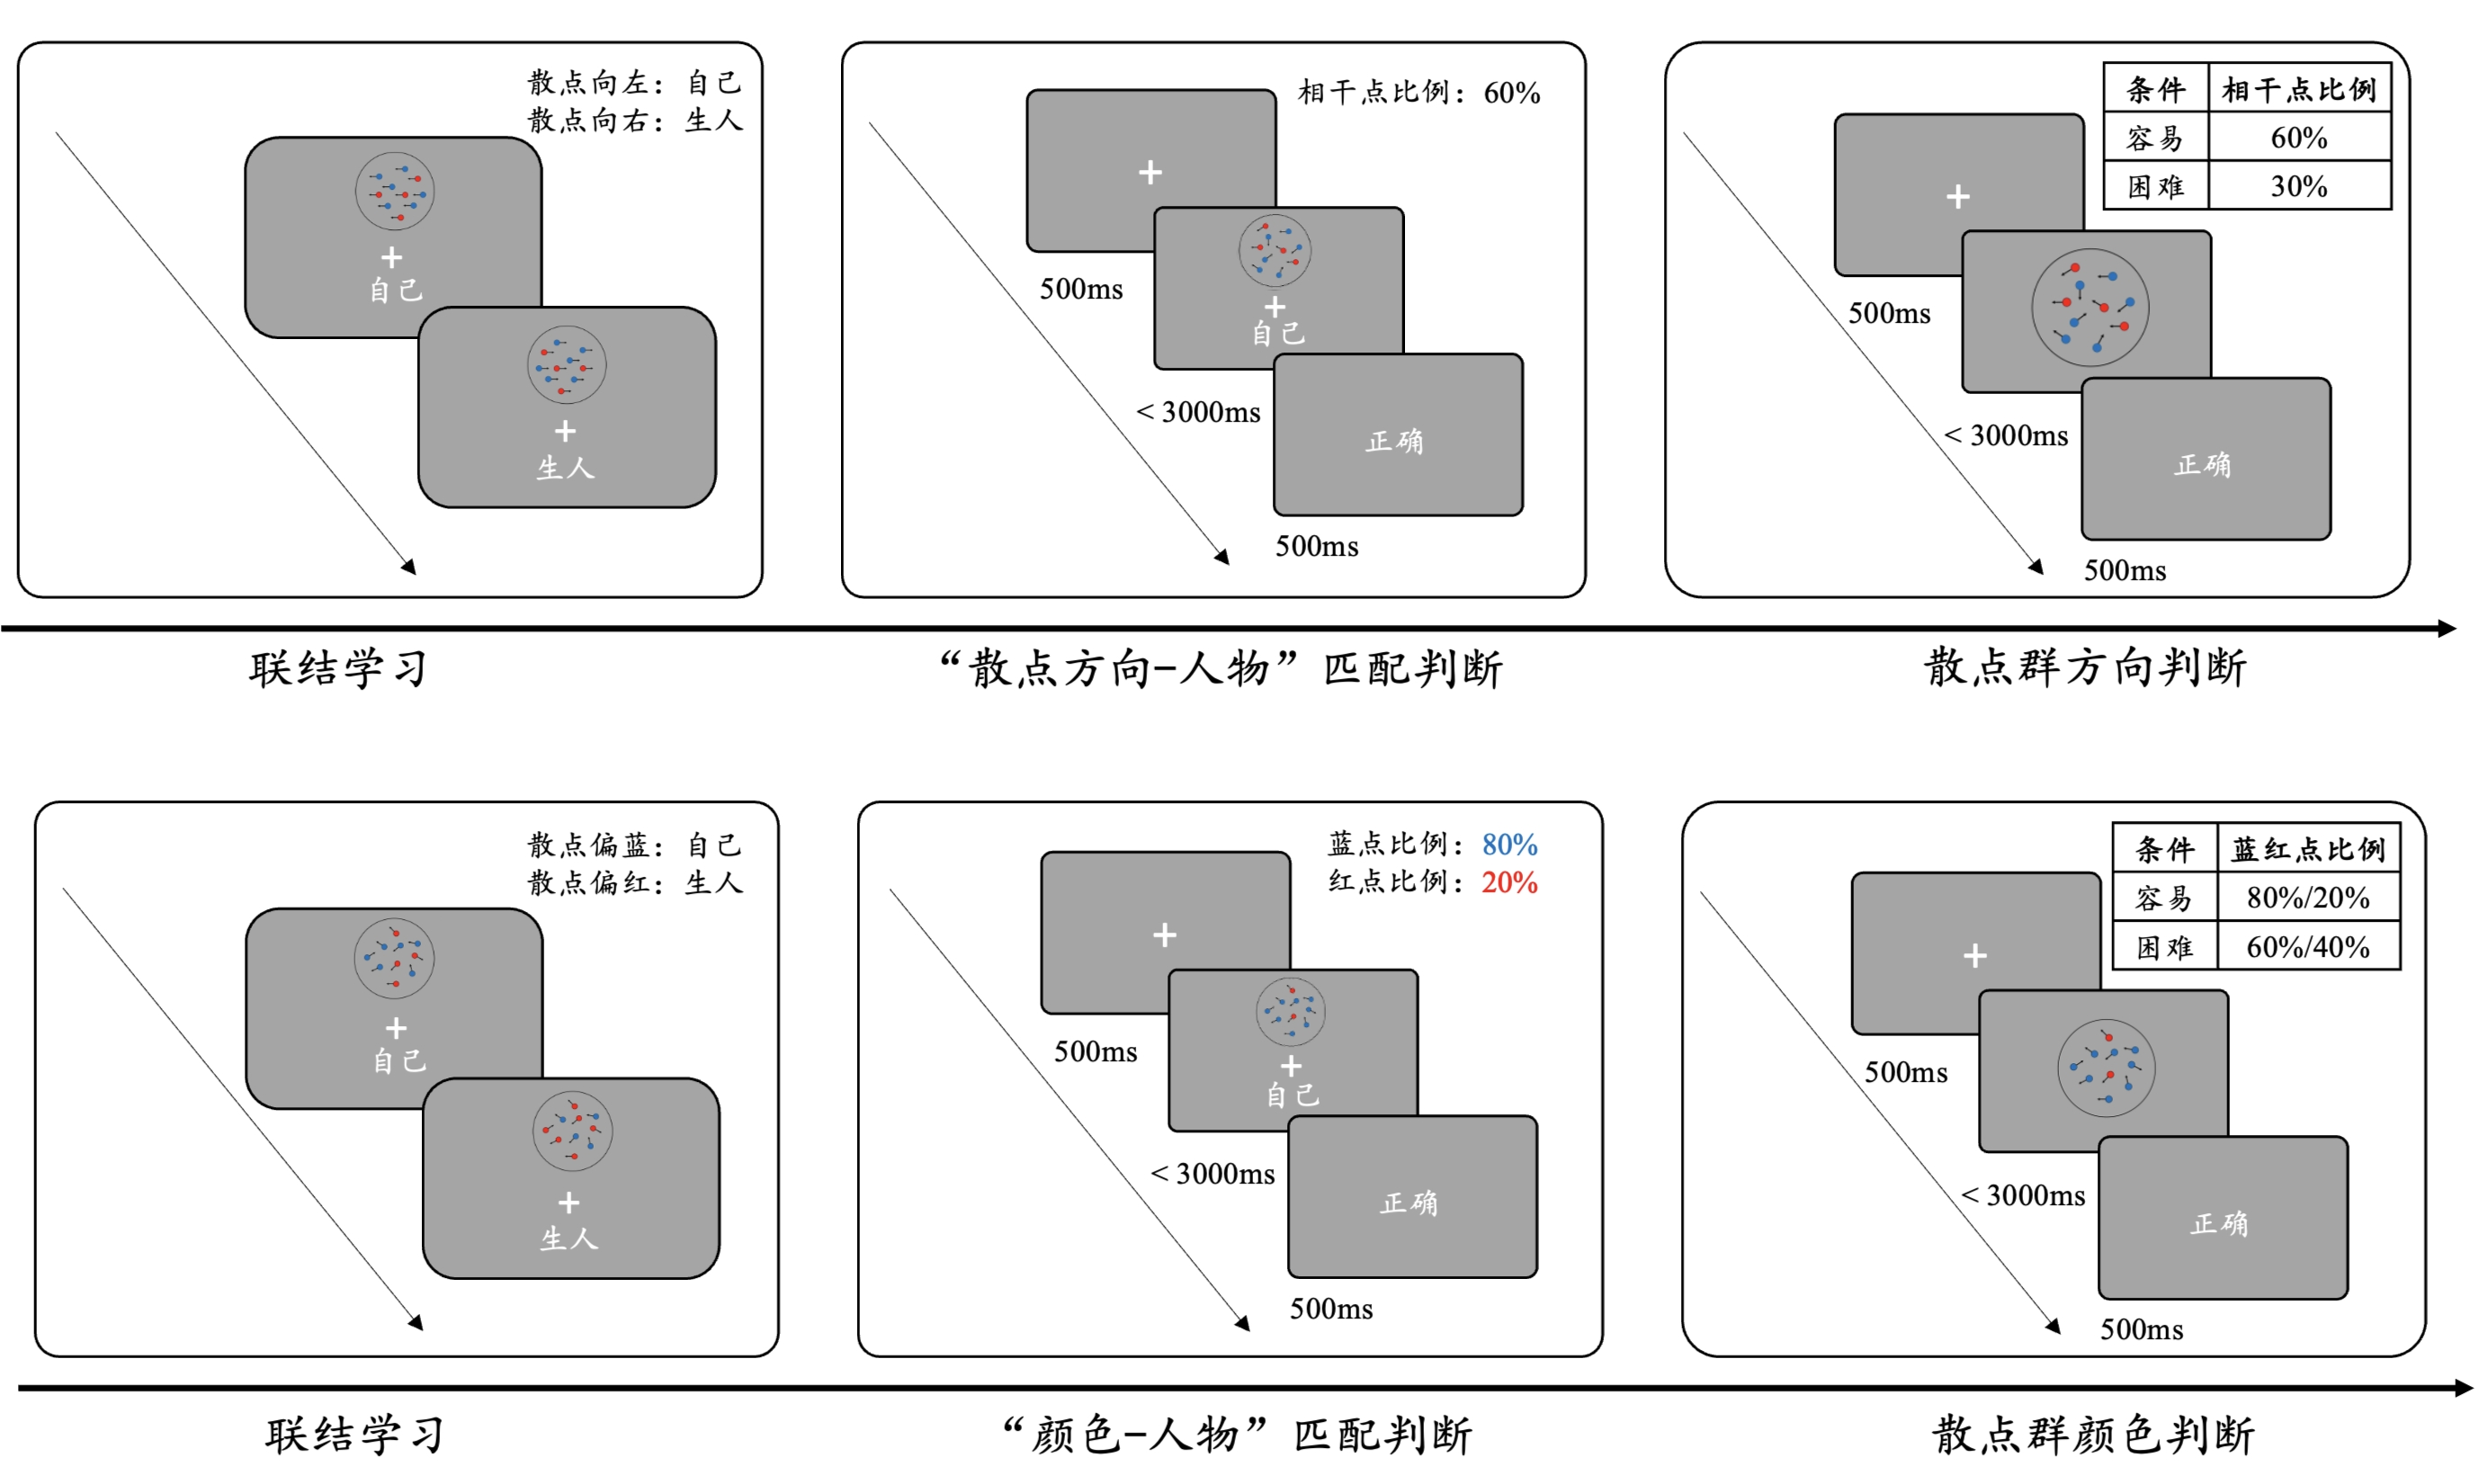 散点向左：自己
散点向右：生人
自己
生人
联结学习
相干点比例：60%
500ms
自己
< 3000ms
正确
500ms
“散点方向-人物”匹配判断
条件 相干点比例
容易 60%
困难 30%
500ms
< 3000ms
正确
500ms
散点群方向判断
散点偏蓝：自己
散点偏红：生人
自己
生人
联结学习
蓝点比例：80%
红点比例：20%
500ms
自己
< 3000ms
正确
500ms
“颜色-人物”匹配判断
条件 蓝红点比例
容易 80%/20%
困难 60%/40%
500ms
< 3000ms
正确
500ms
散点群颜色判断